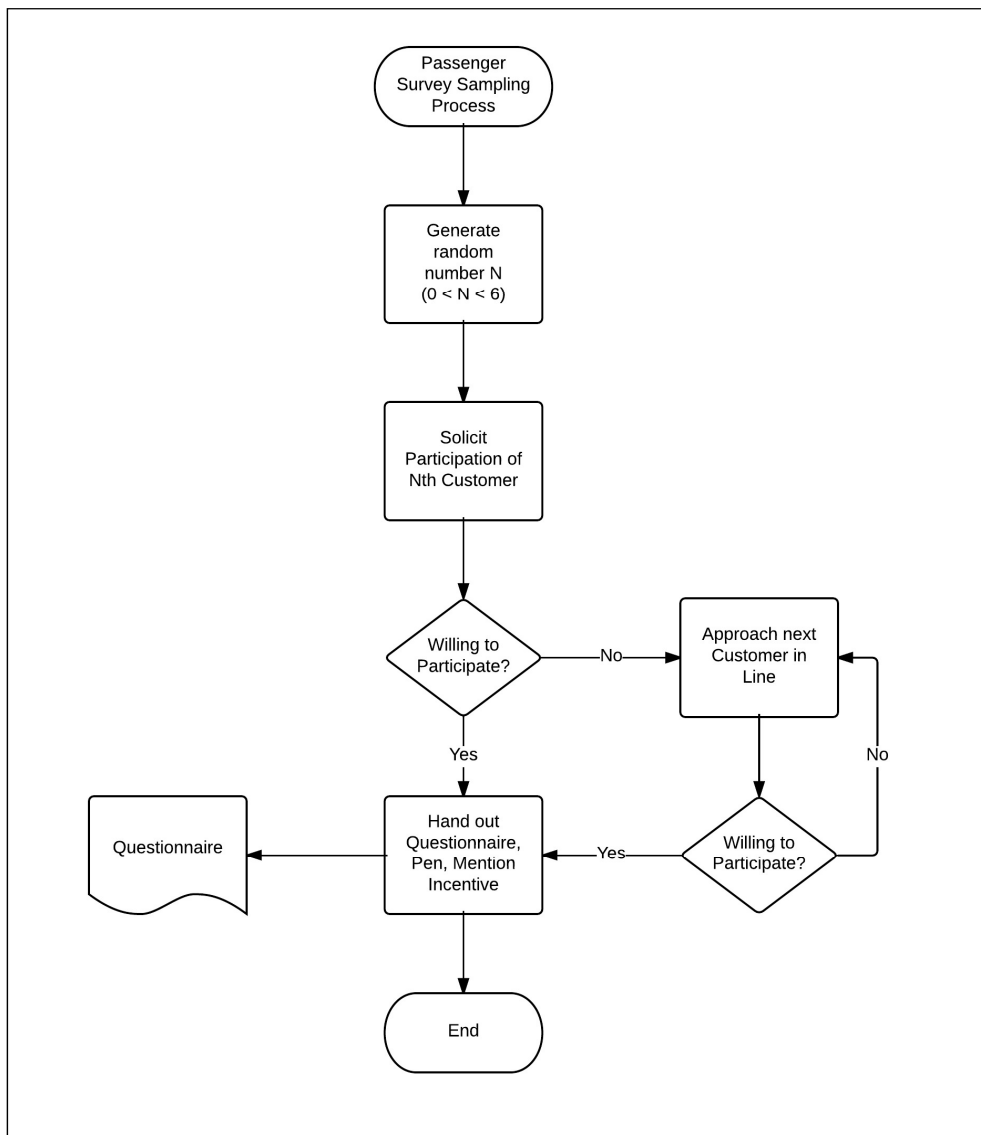 Passenger
Survey Sampling
Process
Generate
random
number N
(0 < N < 6)
Solicit
Participation of
Nth Customer
Willing to
Participate?
No
Approach next
Customer in
Line
Yes
No
Questionnaire
Hand out
Questionnaire,
Pen, Mention
Incentive
Yes
Willing to
Participate?
End